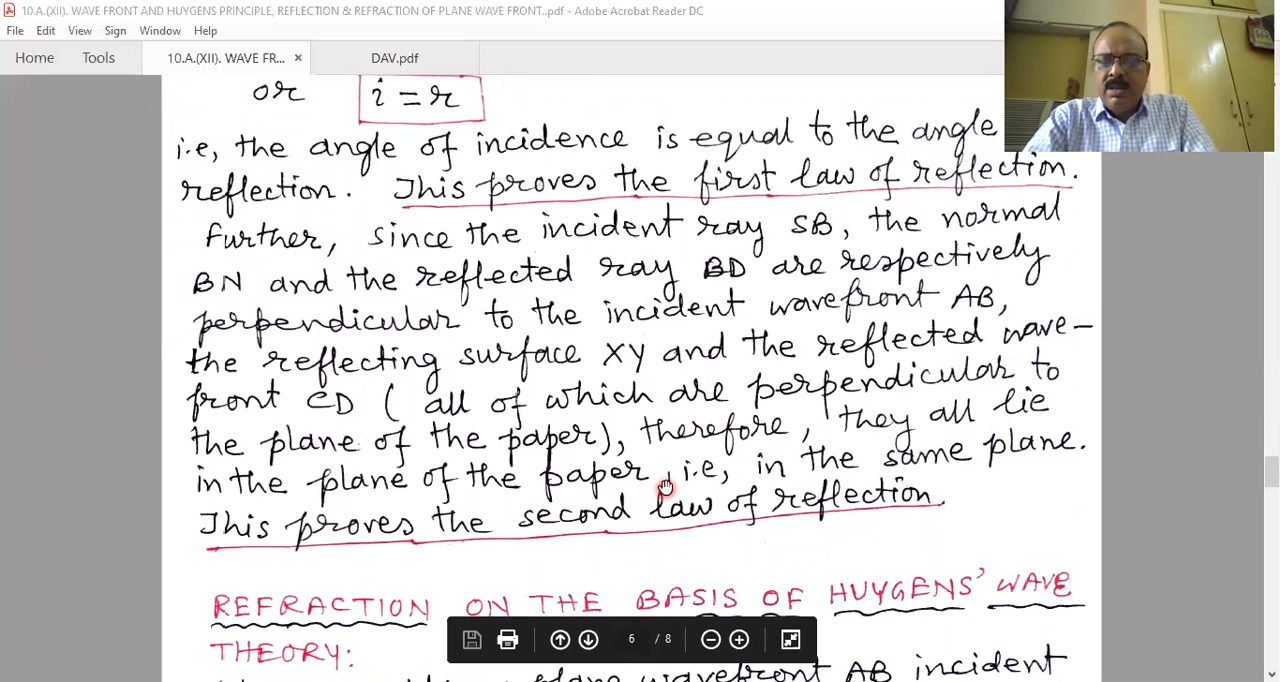 10.A.(XII). WAVE FRONT AND HUYGENS PRINCIPLE, REFLECTION & REFRACTION OF PLANE WAVE FRONT..pdf - Adobe Acrobat Reader DC
File Edit View Sign Window Help
Home Tools 10.A.(XII). WAVE FR... × DAV.pdf
or i = r
i.e, the angle of incidence is equal to the angle
reflection. This proves the first law of reflection.
Further, since the incident ray SB, the normal
BN and the reflected ray BD are respectively
perpendicular to the incident wavefront AB,
the reflecting surface XY and the reflected wave-
front CD ( all of which are perpendicular to
the plane of the paper), therefore, they all lie
in the plane of the paper, i.e, in the same plane.
This proves the second law of reflection.
REFRACTION ON THE BASIS OF HUYGENS' WAVE
THEORY:
6 / 8
plane wavefront AB incident